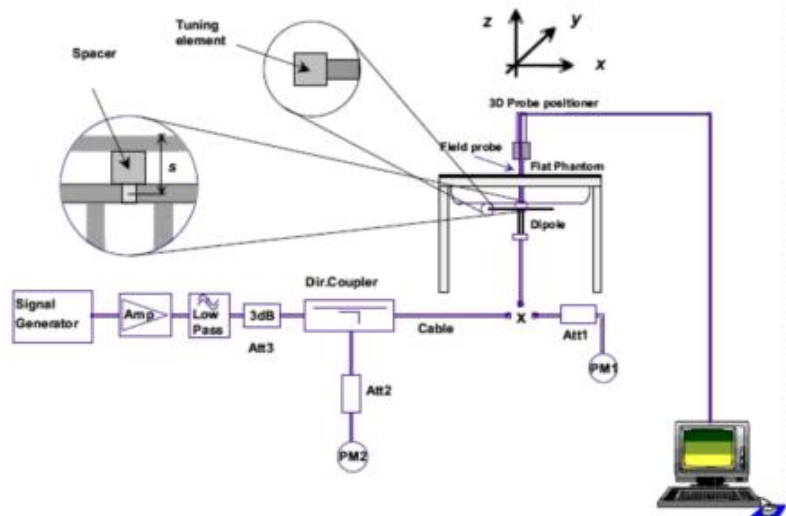 Tuning
element
Spacer
z
y
x
s
3D Probe positioner
Field probe
Flat Phantom
Dipole
Dir.Coupler
Signal
Generator
Amp
Low
Pass
3dB
Att3
Cable
x
Att1
PM1
Att2
PM2